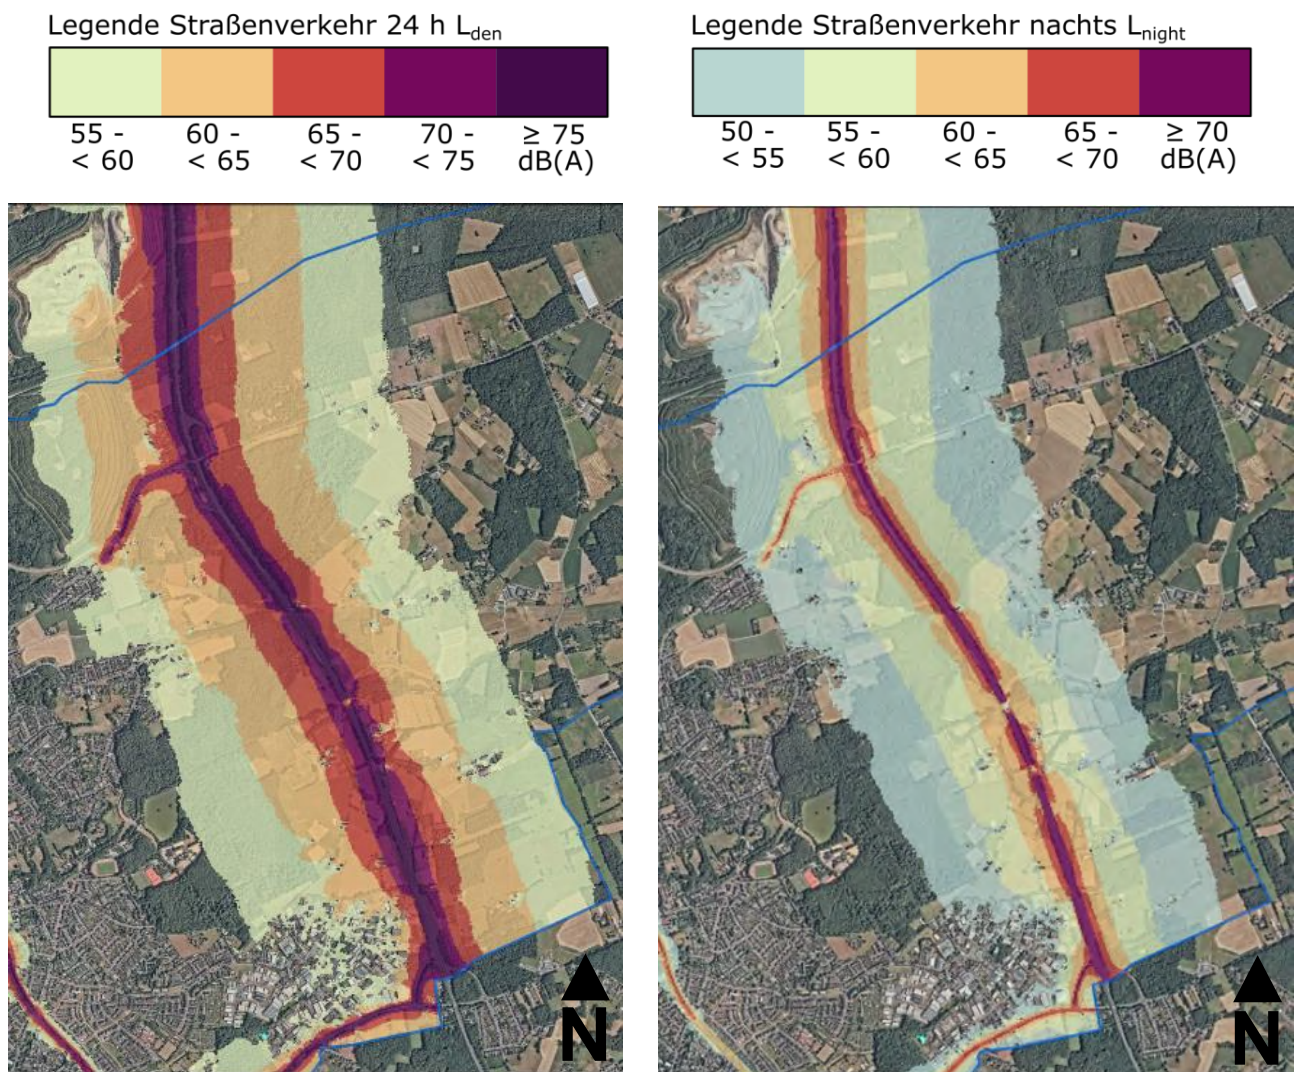 Legende Straßenverkehr 24 h Lden
55 - < 60
60 - < 65
65 - < 70
70 - < 75
≥ 75 dB(A)
Legende Straßenverkehr nachts Lnight
50 - < 55
55 - < 60
60 - < 65
65 - < 70
≥ 70 dB(A)
N
N